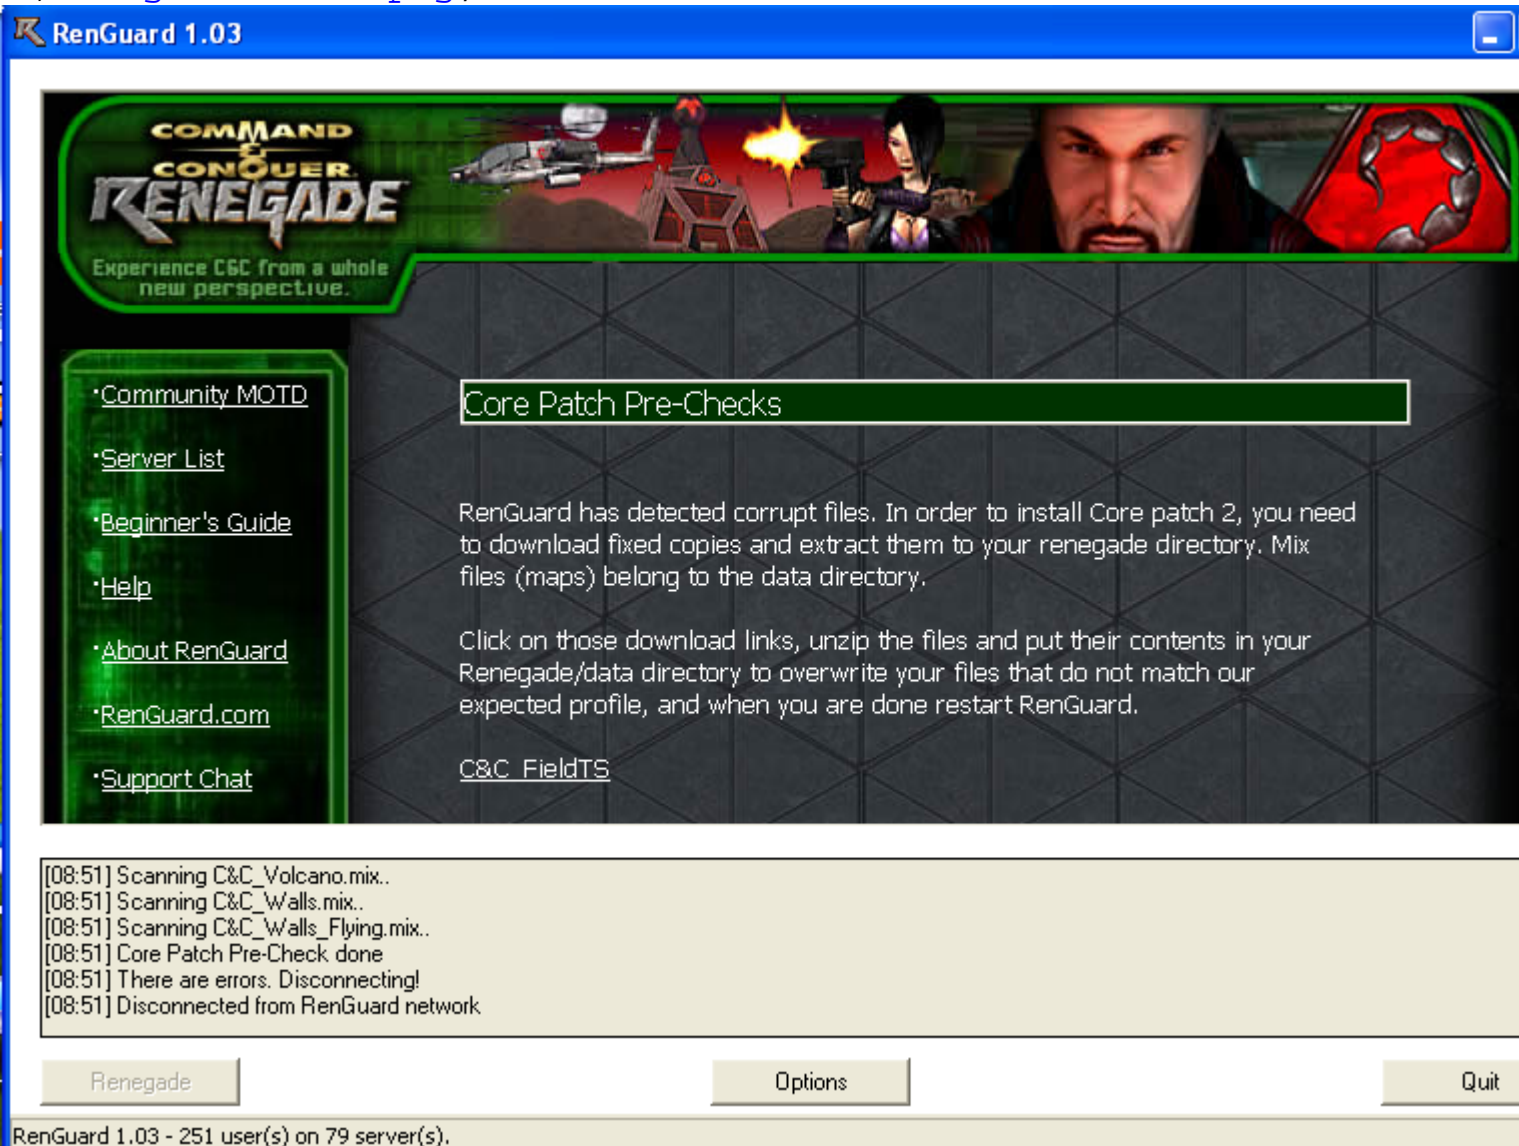 RenGuard 1.03
COMMAND
&
CONQUER
RENEGADE
Experience C&C from a whole
new perspective.
·Community MOTD
·Server List
·Beginner's Guide
·Help
·About RenGuard
·RenGuard.com
·Support Chat
Core Patch Pre-Checks
RenGuard has detected corrupt files. In order to install Core patch 2, you need
to download fixed copies and extract them to your renegade directory. Mix
files (maps) belong to the data directory.
Click on those download links, unzip the files and put their contents in your
Renegade/data directory to overwrite your files that do not match our
expected profile, and when you are done restart RenGuard.
C&C_FieldTS
[08:51] Scanning C&C_Volcano.mix..
[08:51] Scanning C&C_Walls.mix..
[08:51] Scanning C&C_Walls_Flying.mix..
[08:51] Core Patch Pre-Check done
[08:51] There are errors. Disconnecting!
[08:51] Disconnected from RenGuard network
Renegade
Options
Quit
RenGuard 1.03 - 251 user(s) on 79 server(s).